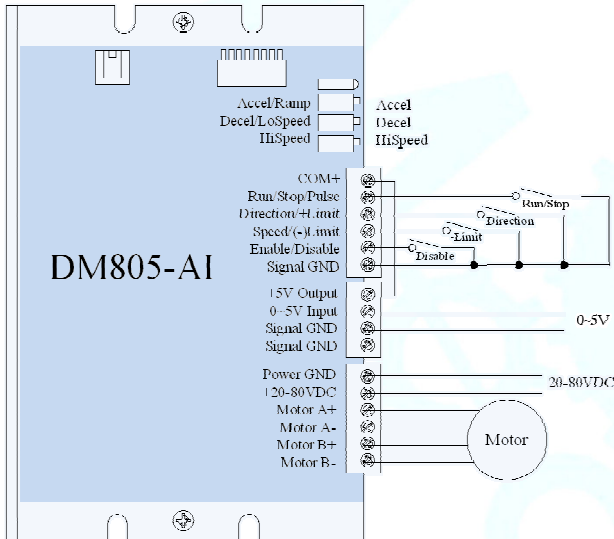 Accel/Ramp
Accel
Decel/LoSpeed
Decel
HiSpeed
HiSpeed
COM+
Run/Stop/Pulse
Run/Stop
Direction/+Limit
Direction
Speed/(-)Limit
-Limit
Enable/Disable
Disable
Signal GND
DM805-AI
+5V Output
0~5V Input
0~5V
Signal GND
Signal GND
Power GND
20-80VDC
+20-80VDC
Motor A+
Motor A-
Motor
Motor B+
Motor B-